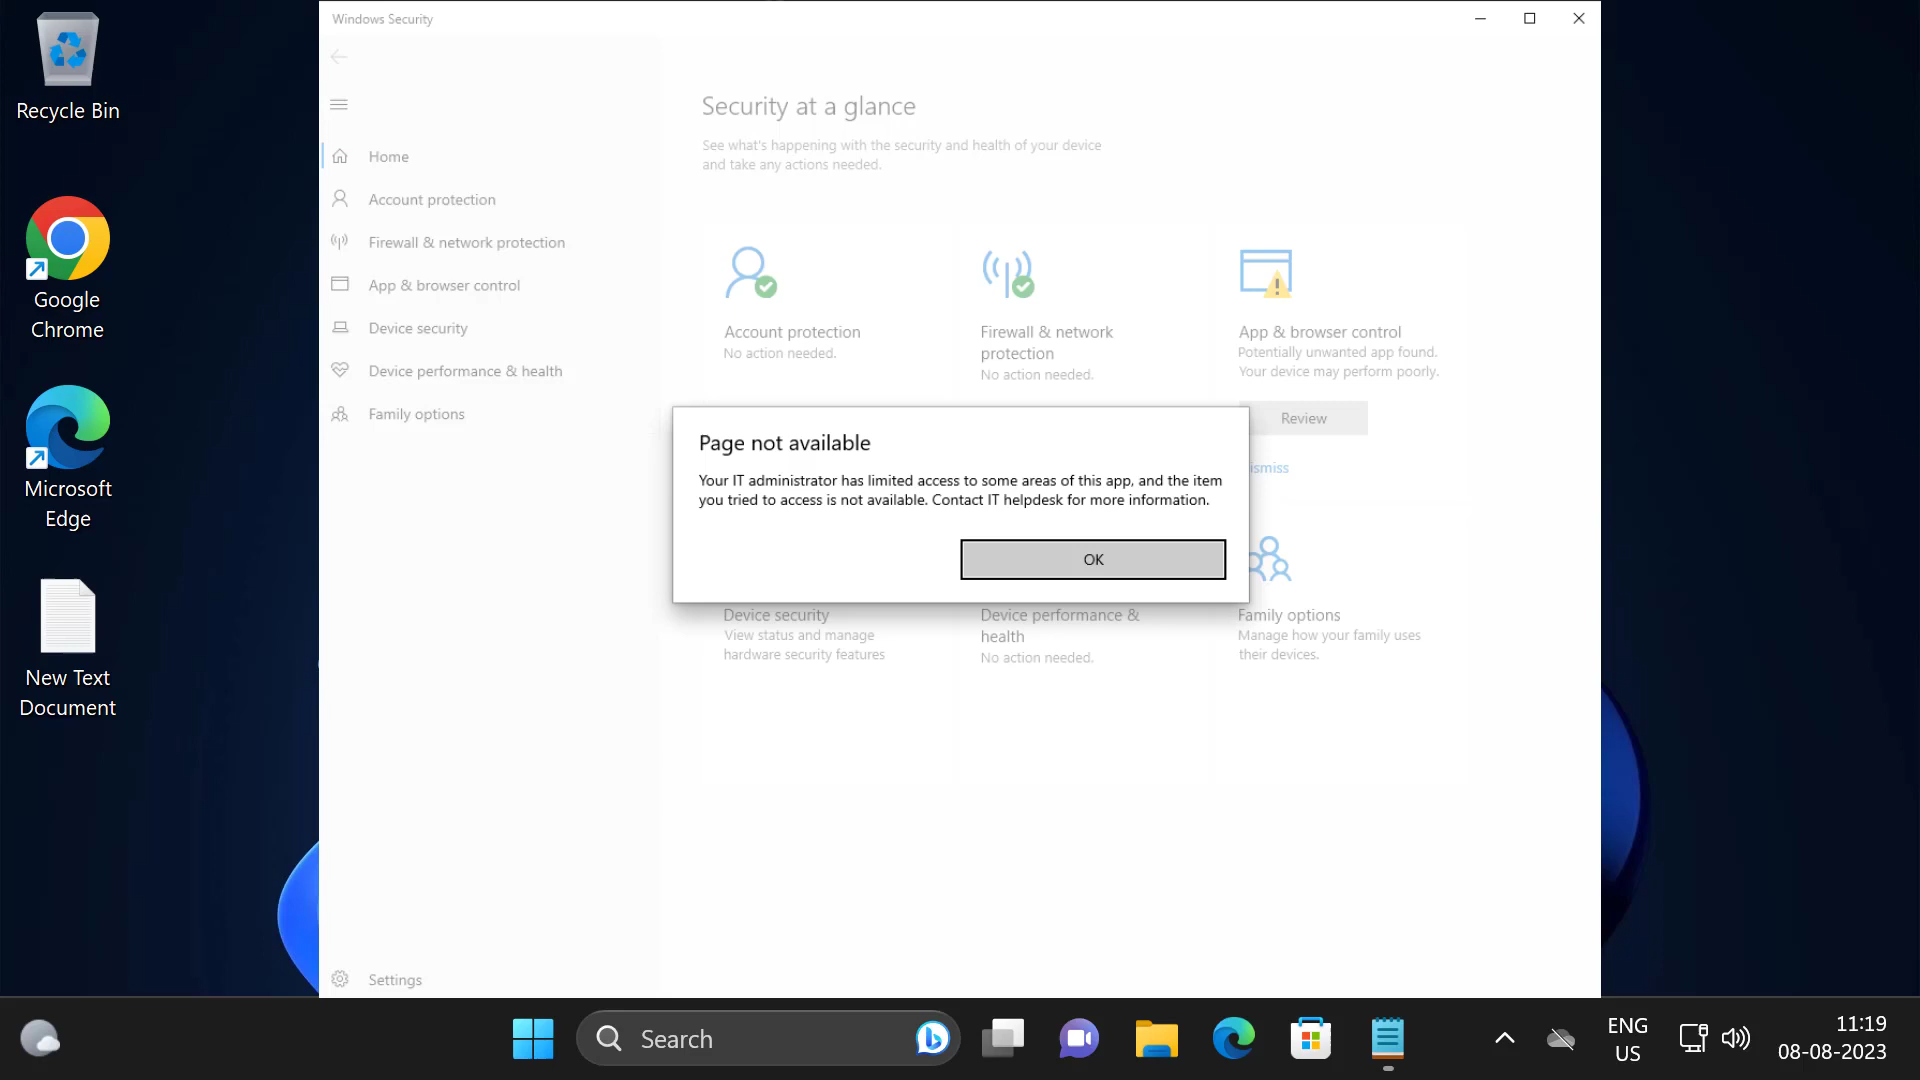 Recycle Bin
Google
Chrome
Microsoft
Edge
New Text
Document
Windows Security
Home
Account protection
Firewall & network protection
App & browser control
Device security
Device performance & health
Family options
Settings
Security at a glance
See what's happening with the security and health of your device
and take any actions needed.
Account protection
No action needed.
Firewall & network
protection
No action needed.
App & browser control
Potentially unwanted app found.
Your device may perform poorly.
Review
ismiss
Page not available
Your IT administrator has limited access to some areas of this app, and the item
you tried to access is not available. Contact IT helpdesk for more information.
OK
Device security
View status and manage
hardware security features
Device performance &
health
No action needed.
Family options
Manage how your family uses
their devices.
Search
ENG
US
11:19
08-08-2023